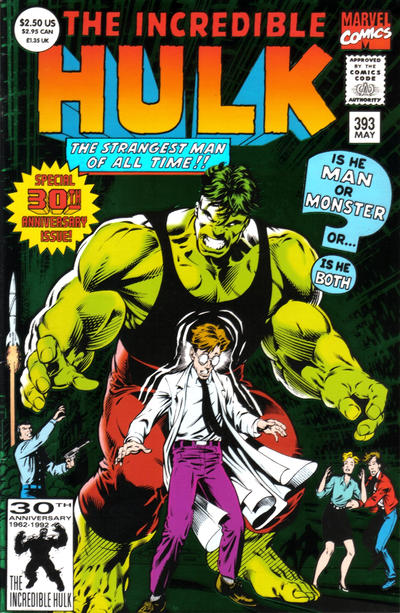 $2.50 US
$2.95 CAN
£1.35 UK
THE INCREDIBLE
HULK
MARVEL
COMICS
APPROVED
BY THE
COMICS
CODE
AUTHORITY
393
MAY
THE STRANGEST MAN
OF ALL TIME!!
SPECIAL
30TH
ANNIVERSARY
ISSUE!
IS HE
MAN
OR
MONSTER
OR...
IS HE
BOTH
30TH
ANNIVERSARY
1962-1992
THE
INCREDIBLE HULK